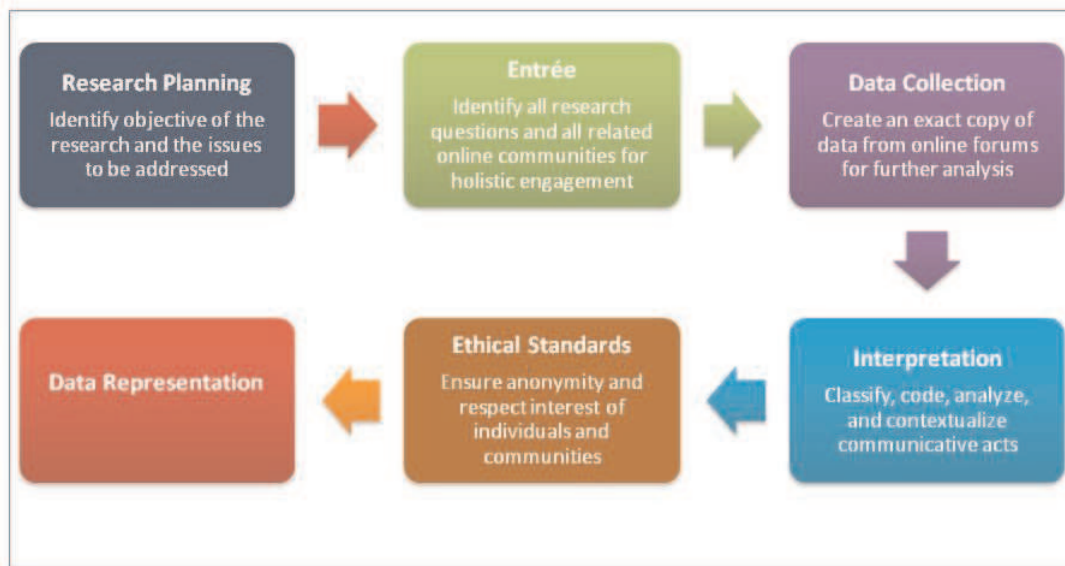 Research Planning
Identify objective of the
research and the issues
to be addressed
Entrée
Identify all research
questions and all related
online communities for
holistic engagement
Data Collection
Create an exact copy of
data from online forums
for further analysis
Interpretation
Classify, code, analyze,
and contextualize
communicative acts
Ethical Standards
Ensure anonymity and
respect interest of
individuals and
communities
Data Representation